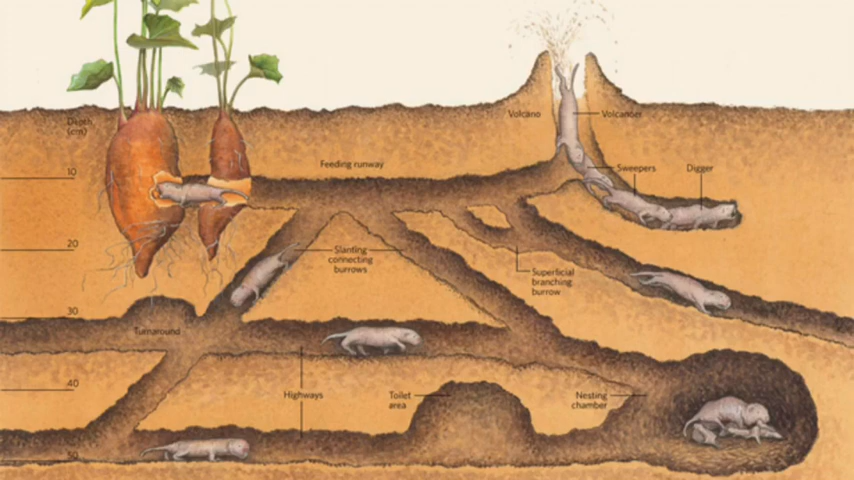 Depth
(cm)
Volcano
Volcanoer
Feeding runway
Sweepers
Digger
10
20
Slanting
connecting
burrows
Superficial
branching
burrow
30
Turnaround
40
Highways
Toilet
area
Nesting
chamber
50